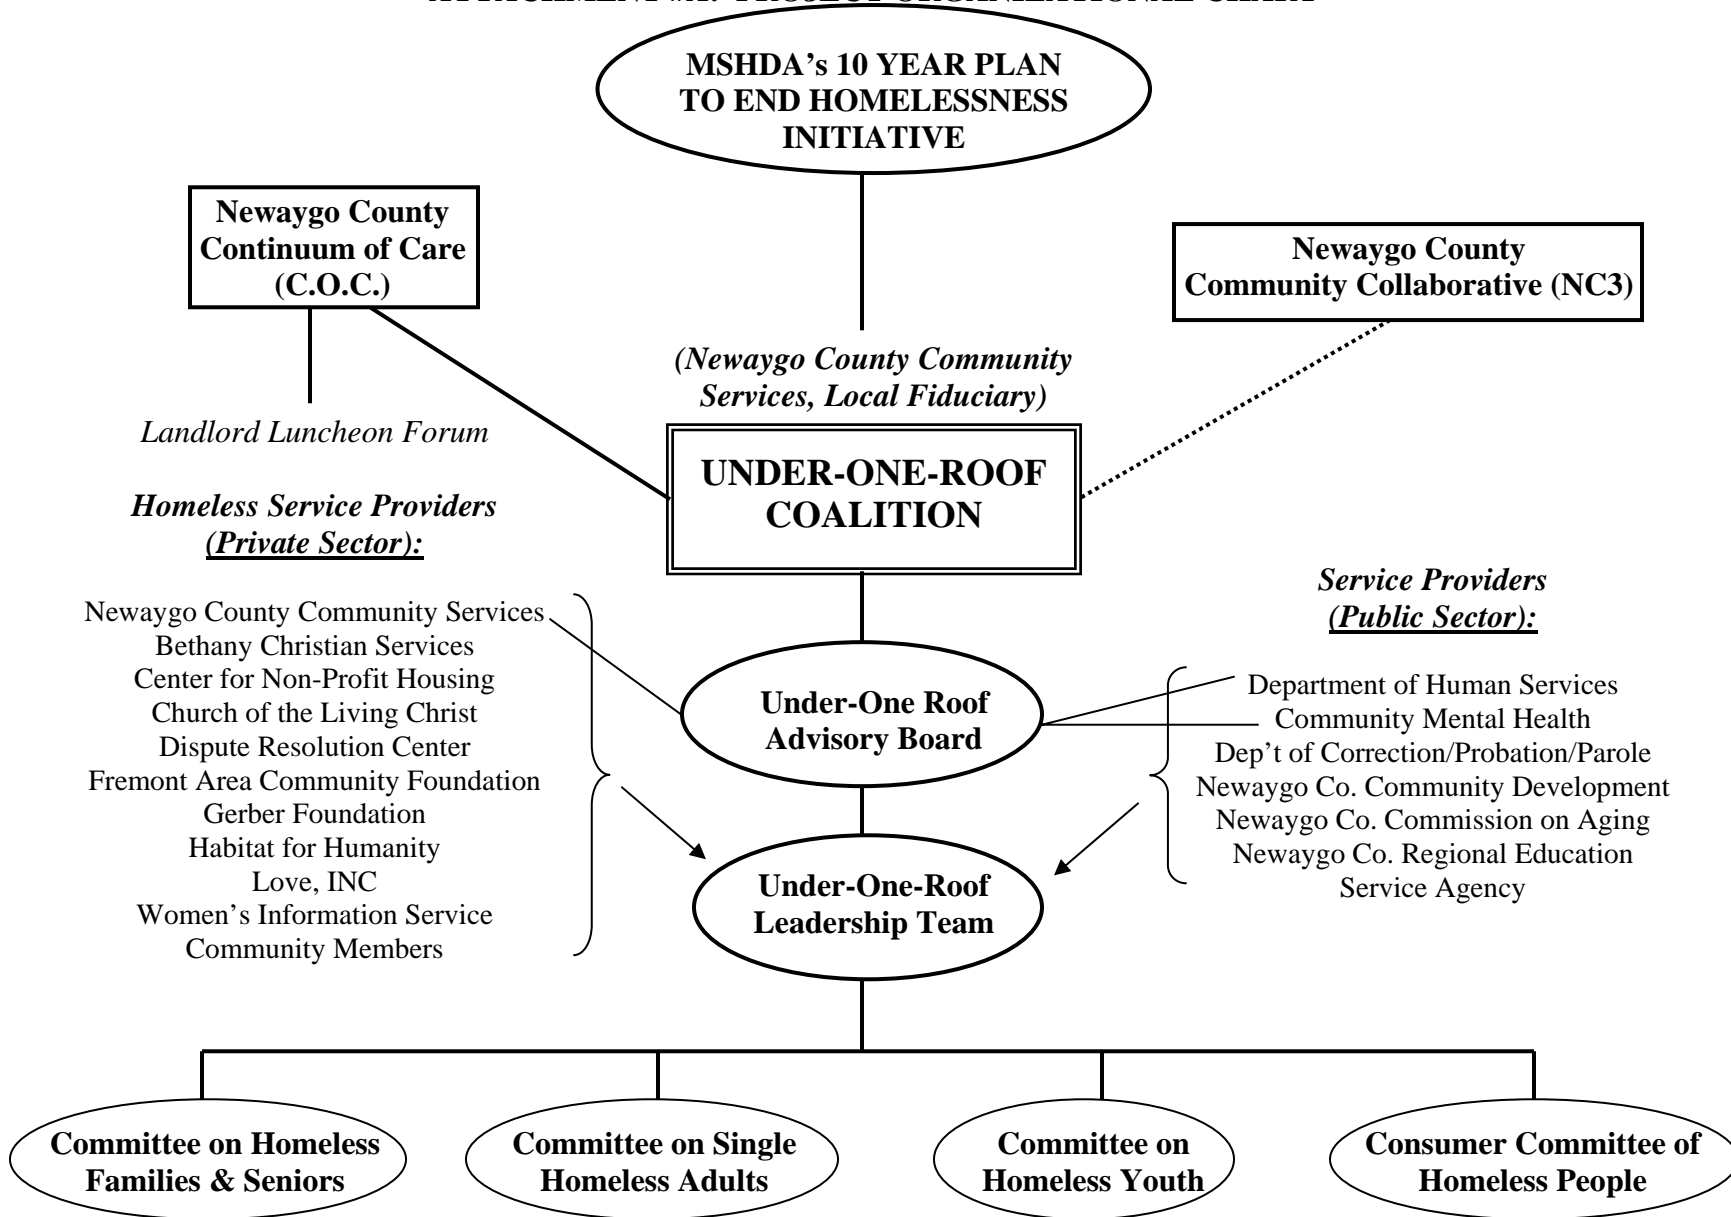 MSHDA's 10 YEAR PLAN
TO END HOMELESSNESS
INITIATIVE
Newaygo County
Continuum of Care
(C.O.C.)
Newaygo County
Community Collaborative (NC3)
(Newaygo County Community
Services, Local Fiduciary)
Landlord Luncheon Forum
UNDER-ONE-ROOF
COALITION
Homeless Service Providers
(Private Sector):
Newaygo County Community Services
Bethany Christian Services
Center for Non-Profit Housing
Church of the Living Christ
Dispute Resolution Center
Fremont Area Community Foundation
Gerber Foundation
Habitat for Humanity
Love, INC
Women's Information Service
Community Members
Service Providers
(Public Sector):
Department of Human Services
Community Mental Health
Dep't of Correction/Probation/Parole
Newaygo Co. Community Development
Newaygo Co. Commission on Aging
Newaygo Co. Regional Education
Service Agency
Under-One Roof
Advisory Board
Under-One-Roof
Leadership Team
Committee on Homeless
Families & Seniors
Committee on Single
Homeless Adults
Committee on
Homeless Youth
Consumer Committee of
Homeless People